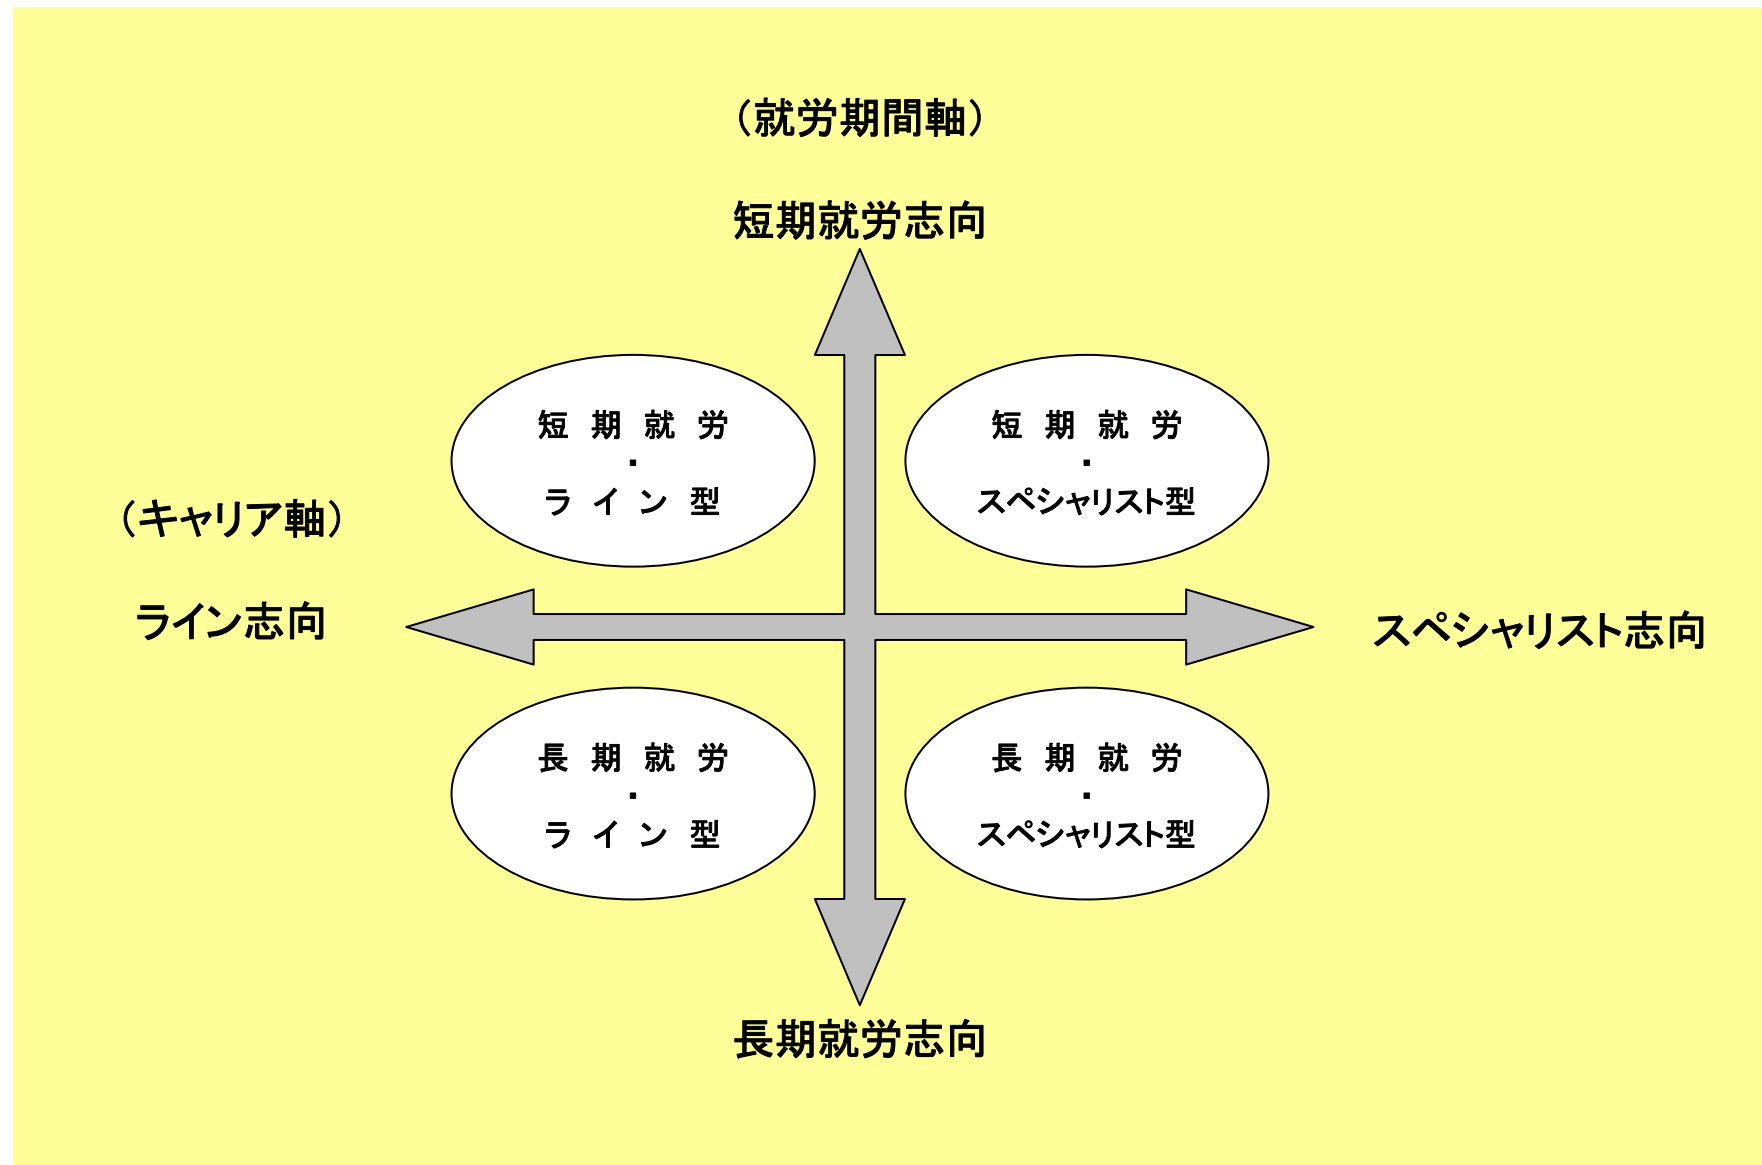 （就労期間軸）
短期就労志向
短期就労
・
ライン型
短期就労
・
スペシャリスト型
（キャリア軸）
ライン志向
スペシャリスト志向
長期就労
・
ライン型
長期就労
・
スペシャリスト型
長期就労志向